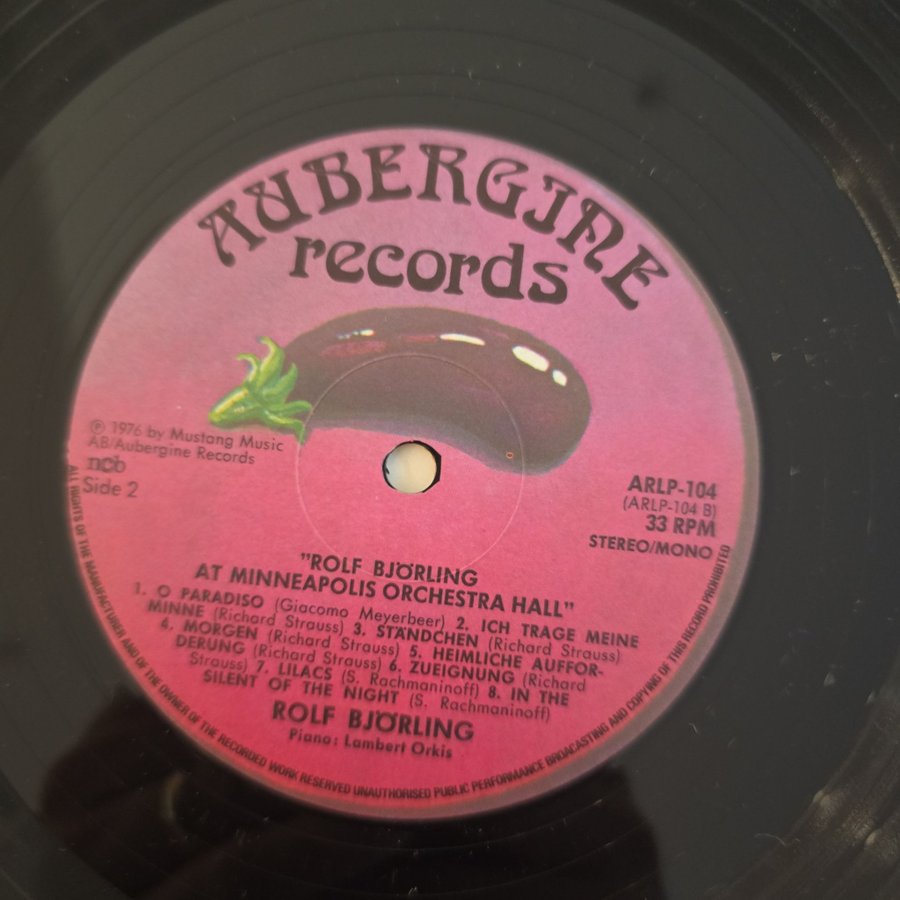 AUBERGINE
records
℗ 1976 by Mustang Music
AB/Aubergine Records
ncb
Side 2
ARLP-104
(ARLP-104 B)
33 RPM
STEREO/MONO
"ROLF BJÖRLING
AT MINNEAPOLIS ORCHESTRA HALL"
1. O PARADISO (Giacomo Meyerbeer) 2. ICH TRAGE MEINE
MINNE (Richard Strauss) 3. STÄNDCHEN (Richard Strauss)
4. MORGEN (Richard Strauss) 5. HEIMLICHE AUFFOR-
DERUNG (Richard Strauss) 6. ZUEIGNUNG (Richard
Strauss) 7. LILACS (S. Rachmaninoff) 8. IN THE
SILENT OF THE NIGHT (S. Rachmaninoff)
ROLF BJÖRLING
Piano: Lambert Orkis
ALL RIGHTS OF THE MANUFACTURER AND OF THE OWNER OF THE RECORDED WORK RESERVED UNAUTHORISED PUBLIC PERFORMANCE BROACASTING AND COPYING OF THIS RECORD PROHIBITED